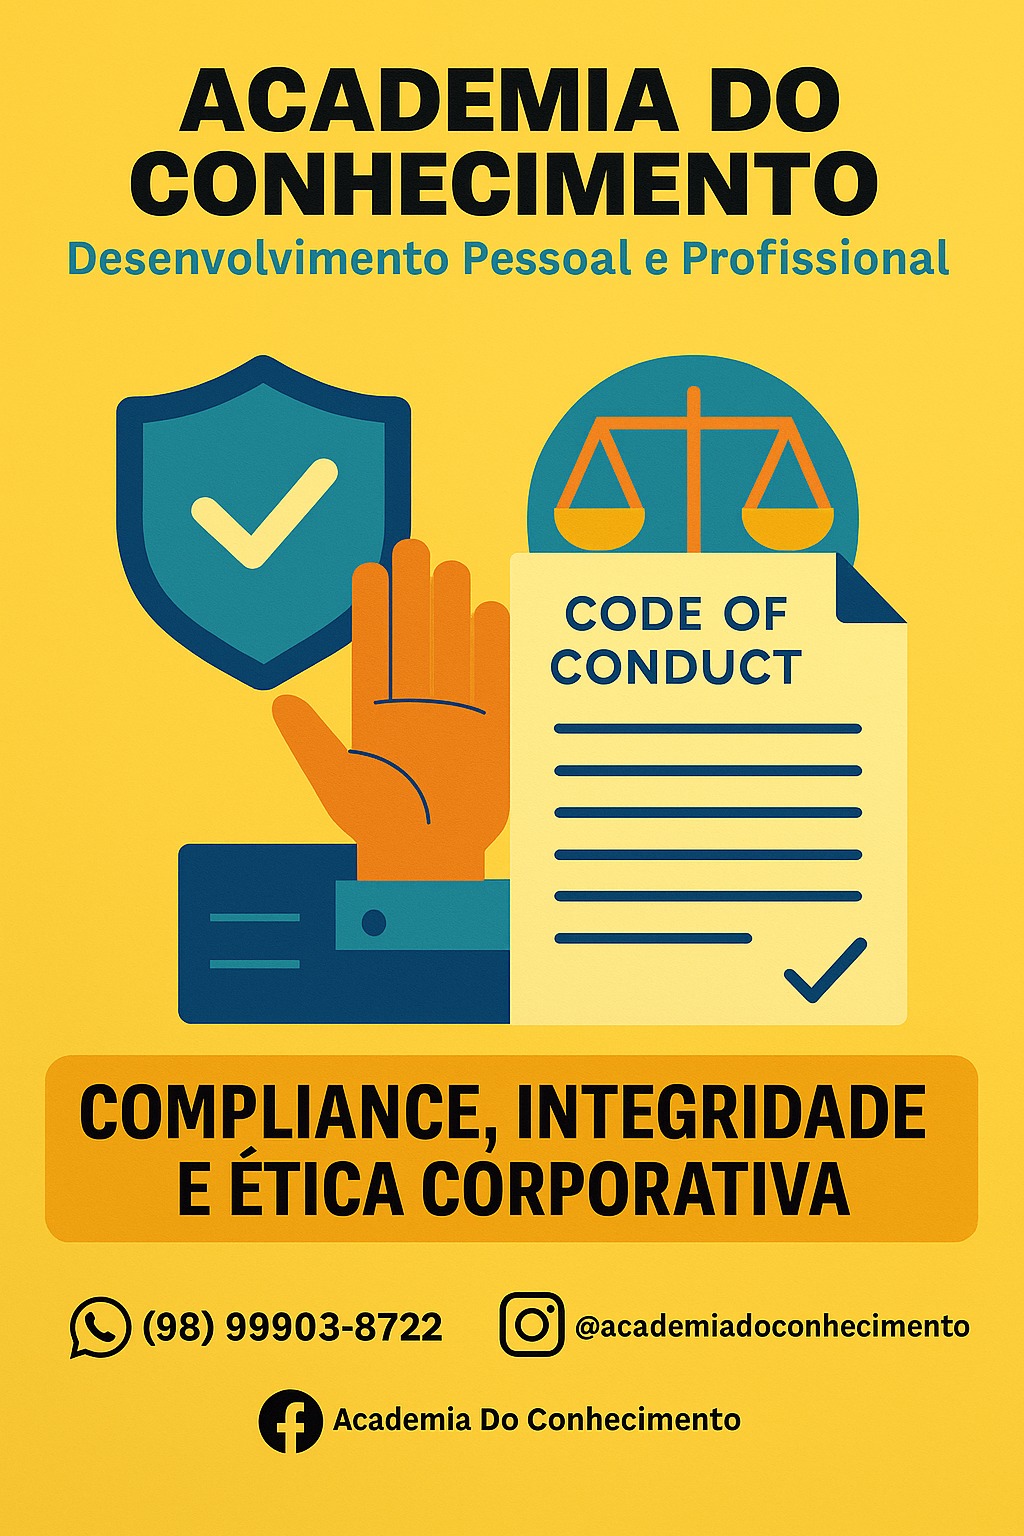 ACADEMIA DO
CONHECIMENTO
Desenvolvimento Pessoal e Profissional
CODE OF
CONDUCT
COMPLIANCE, INTEGRIDADE
E ÉTICA CORPORATIVA
(98) 99903-8722
@academiadoconhecimento
Academia Do Conhecimento